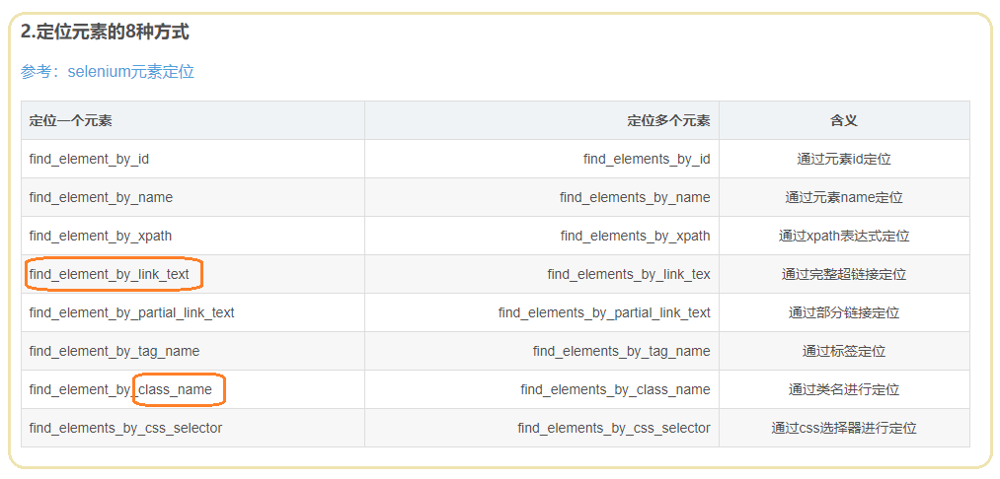 2.定位元素的8种方式
参考：selenium元素定位
定位一个元素 定位多个元素 含义
find_element_by_id find_elements_by_id 通过元素id定位
find_element_by_name find_elements_by_name 通过元素name定位
find_element_by_xpath find_elements_by_xpath 通过xpath表达式定位
find_element_by_link_text find_elements_by_link_tex 通过完整超链接定位
find_element_by_partial_link_text find_elements_by_partial_link_text 通过部分链接定位
find_element_by_tag_name find_elements_by_tag_name 通过标签定位
find_element_by_class_name find_elements_by_class_name 通过类名进行定位
find_elements_by_css_selector find_elements_by_css_selector 通过css选择器进行定位